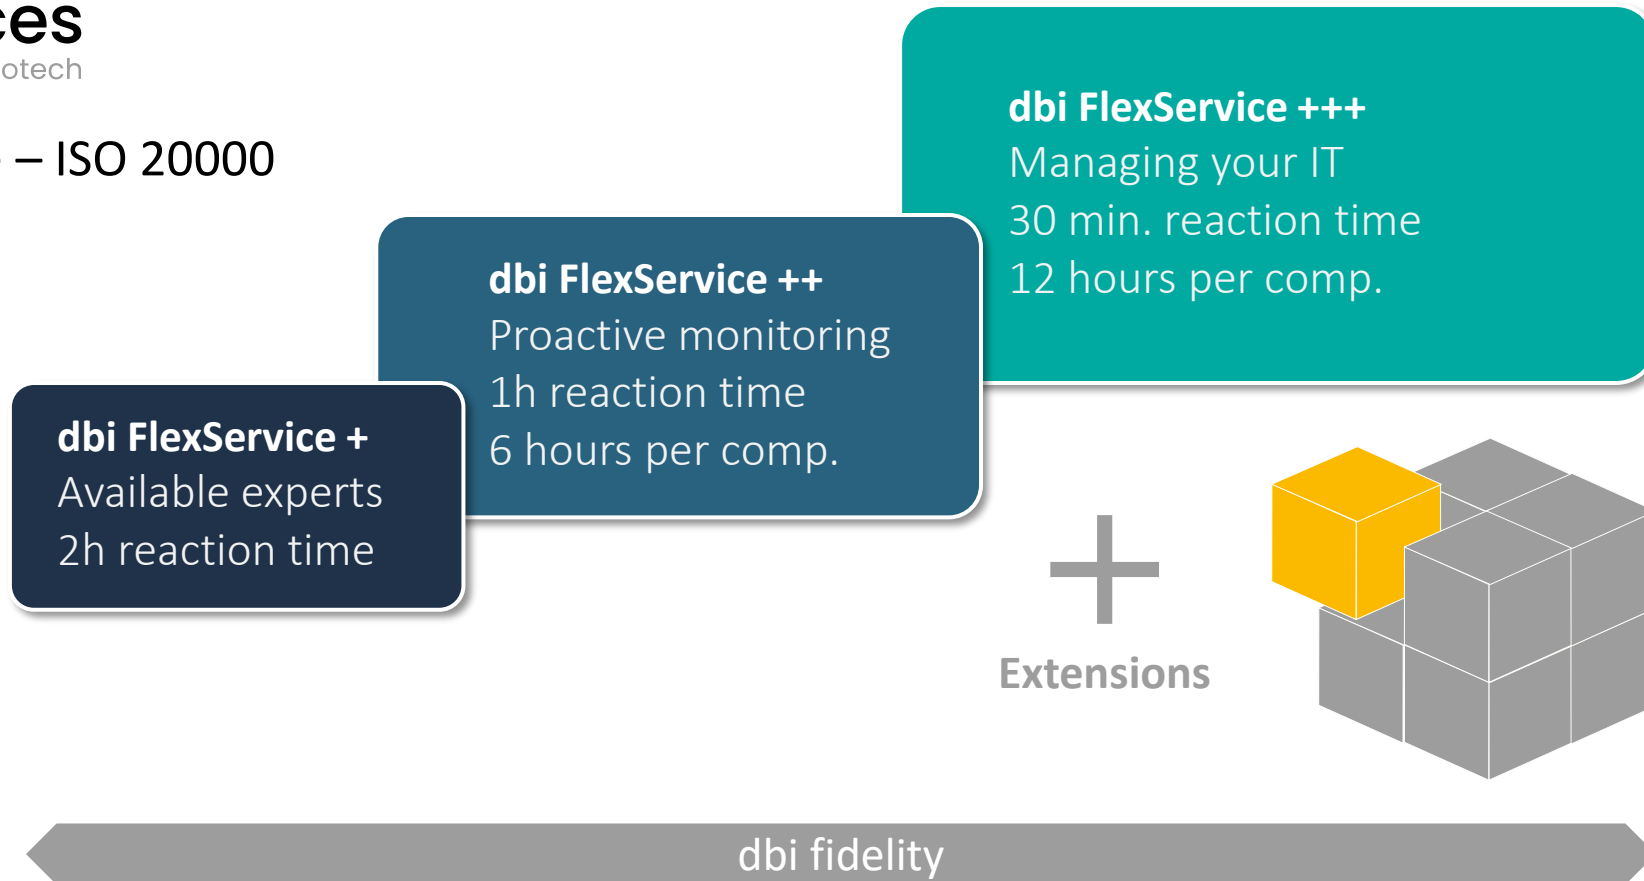 ces
otech
– ISO 20000
dbi FlexService +++
Managing your IT
30 min. reaction time
12 hours per comp.
dbi FlexService ++
Proactive monitoring
1h reaction time
6 hours per comp.
dbi FlexService +
Available experts
2h reaction time
Extensions
dbi fidelity